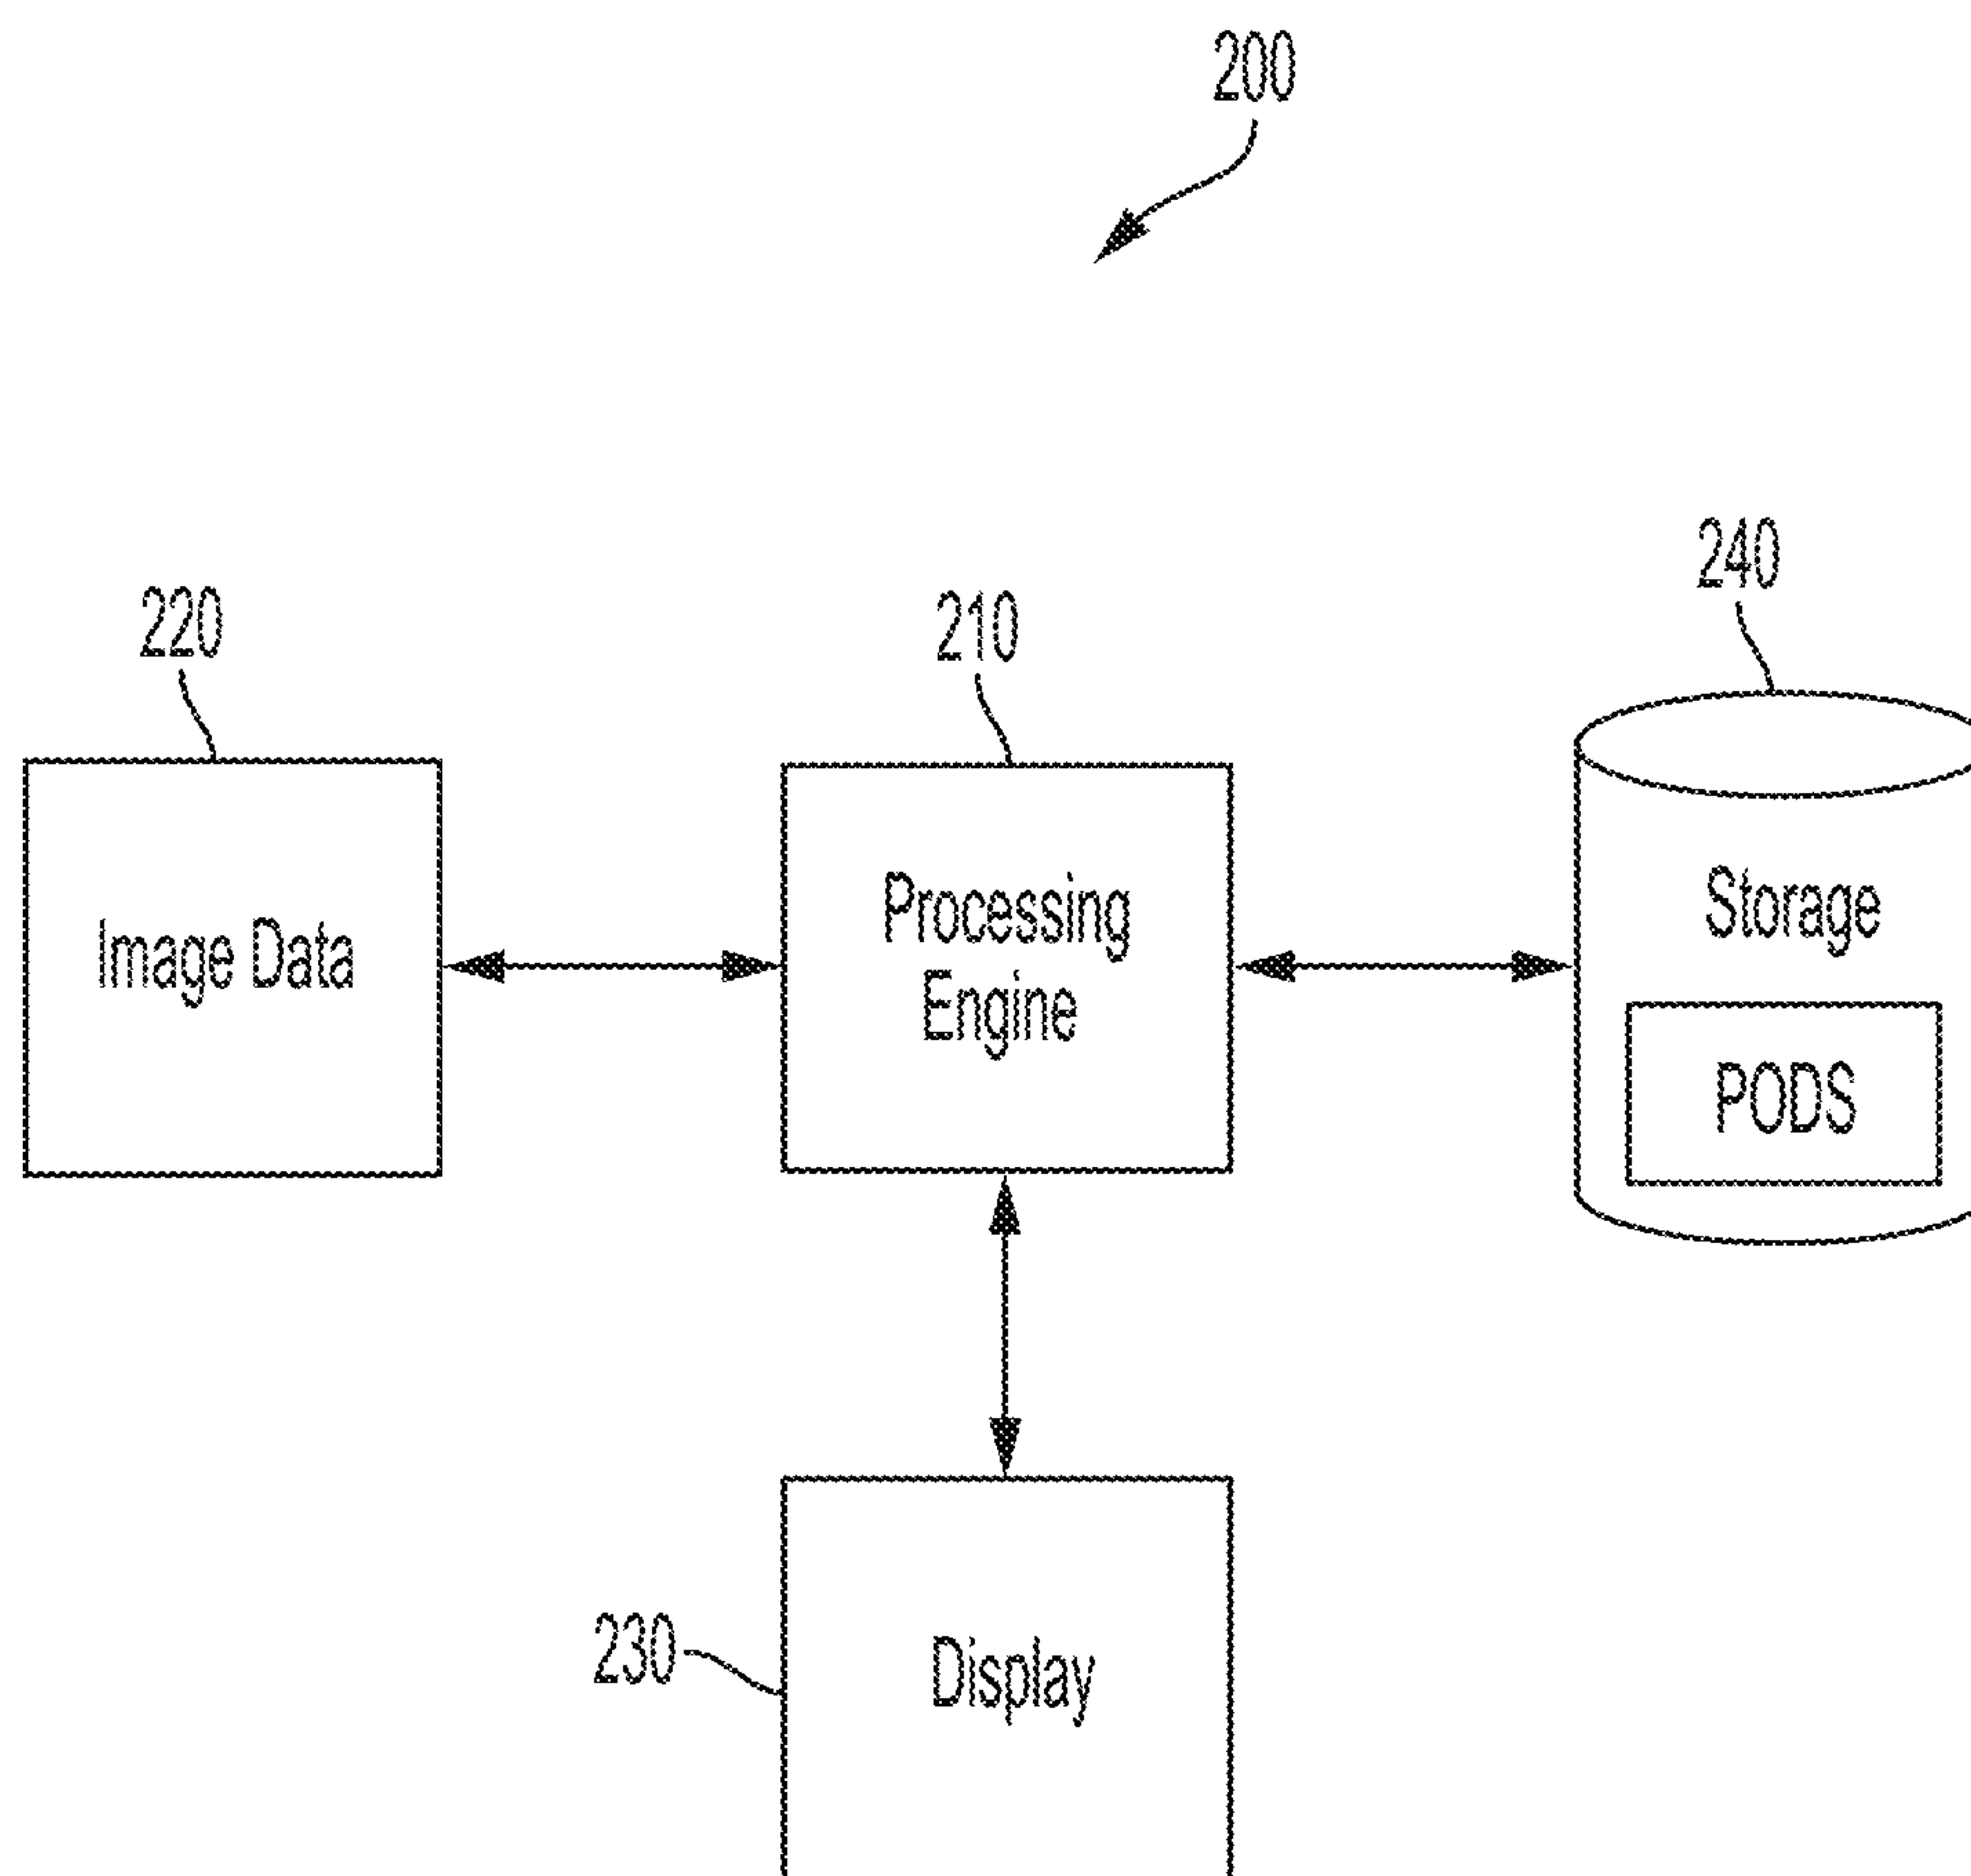 200
240
220
210
Image Data
Processing
Engine
Storage
PODS
230
Display